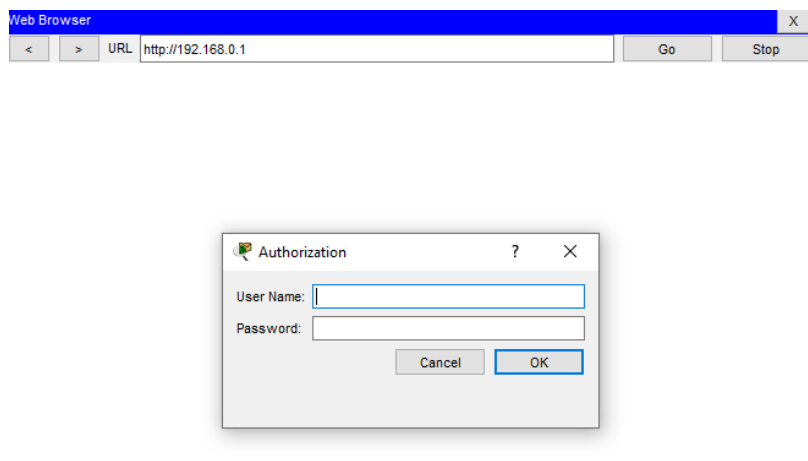 Web Browser X
< > URL http://192.168.0.1 Go Stop
Authorization ?
User Name:
Password:
Cancel OK